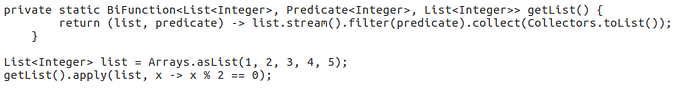 private static BiFunction<List<Integer>, Predicate<Integer>, List<Integer>> getList() {
        return (list, predicate) -> list.stream().filter(predicate).collect(Collectors.toList());
    }

List<Integer> list = Arrays.asList(1, 2, 3, 4, 5);
getList().apply(list, x -> x % 2 == 0);